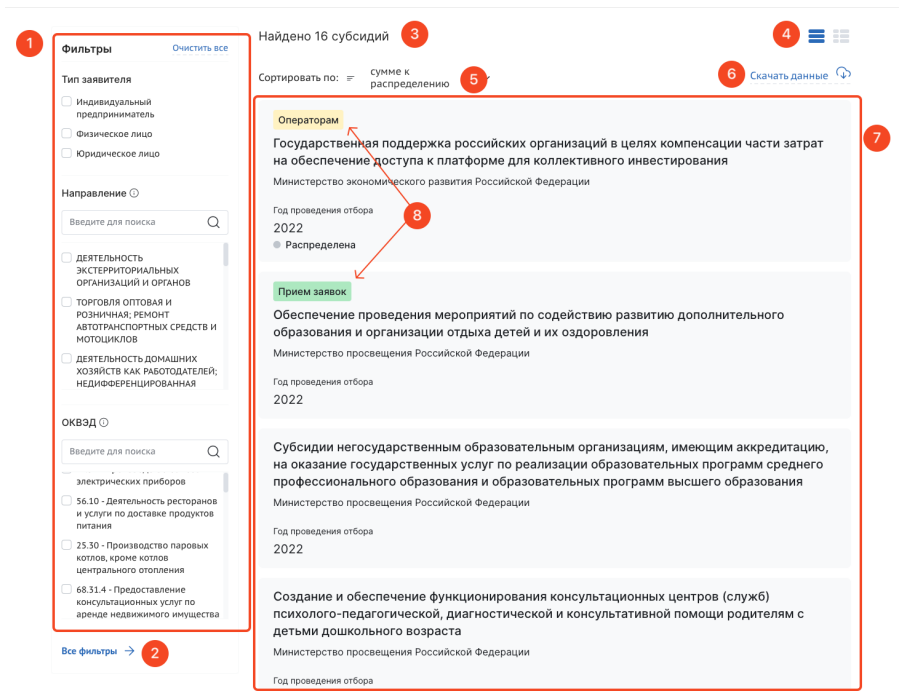 1
Фильтры
Очистить все
Тип заявителя
Индивидуальный
предприниматель
Физическое лицо
Юридическое лицо
Направление
Введите для поиска
ДЕЯТЕЛЬНОСТЬ
ЭКСТЕРРИТОРИАЛЬНЫХ
ОРГАНИЗАЦИЙ И ОРГАНОВ
ТОРГОВЛЯ ОПТОВАЯ И
РОЗНИЧНАЯ; РЕМОНТ
АВТОТРАНСПОРТНЫХ СРЕДСТВ И
МОТОЦИКЛОВ
ДЕЯТЕЛЬНОСТЬ ДОМАШНИХ
ХОЗЯЙСТВ КАК РАБОТОДАТЕЛЕЙ;
НЕДИФФЕРЕНЦИРОВАННАЯ
ОКВЭД
Введите для поиска
электрических приборов
56.10 - Деятельность ресторанов
и услуги по доставке продуктов
питания
25.30 - Производство паровых
котлов, кроме котлов
центрального отопления
68.31.4 - Предоставление
консультационных услуг по
аренде недвижимого имущества
Все фильтры
2
Найдено 16 субсидий
3
4
Сортировать по:
сумме к
распределению
5
6
Скачать данные
7
Операторам
Государственная поддержка российских организаций в целях компенсации части затрат
на обеспечение доступа к платформе для коллективного инвестирования
Министерство экономического развития Российской Федерации
Год проведения отбора
8
2022
Распределена
Прием заявок
Обеспечение проведения мероприятий по содействию развитию дополнительного
образования и организации отдыха детей и их оздоровления
Министерство просвещения Российской Федерации
Год проведения отбора
2022
Субсидии негосударственным образовательным организациям, имеющим аккредитацию,
на оказание государственных услуг по реализации образовательных программ среднего
профессионального образования и образовательных программ высшего образования
Министерство просвещения Российской Федерации
Год проведения отбора
2022
Создание и обеспечение функционирования консультационных центров (служб)
психолого-педагогической, диагностической и консультативной помощи родителям с
детьми дошкольного возраста
Министерство просвещения Российской Федерации
Год проведения отбора